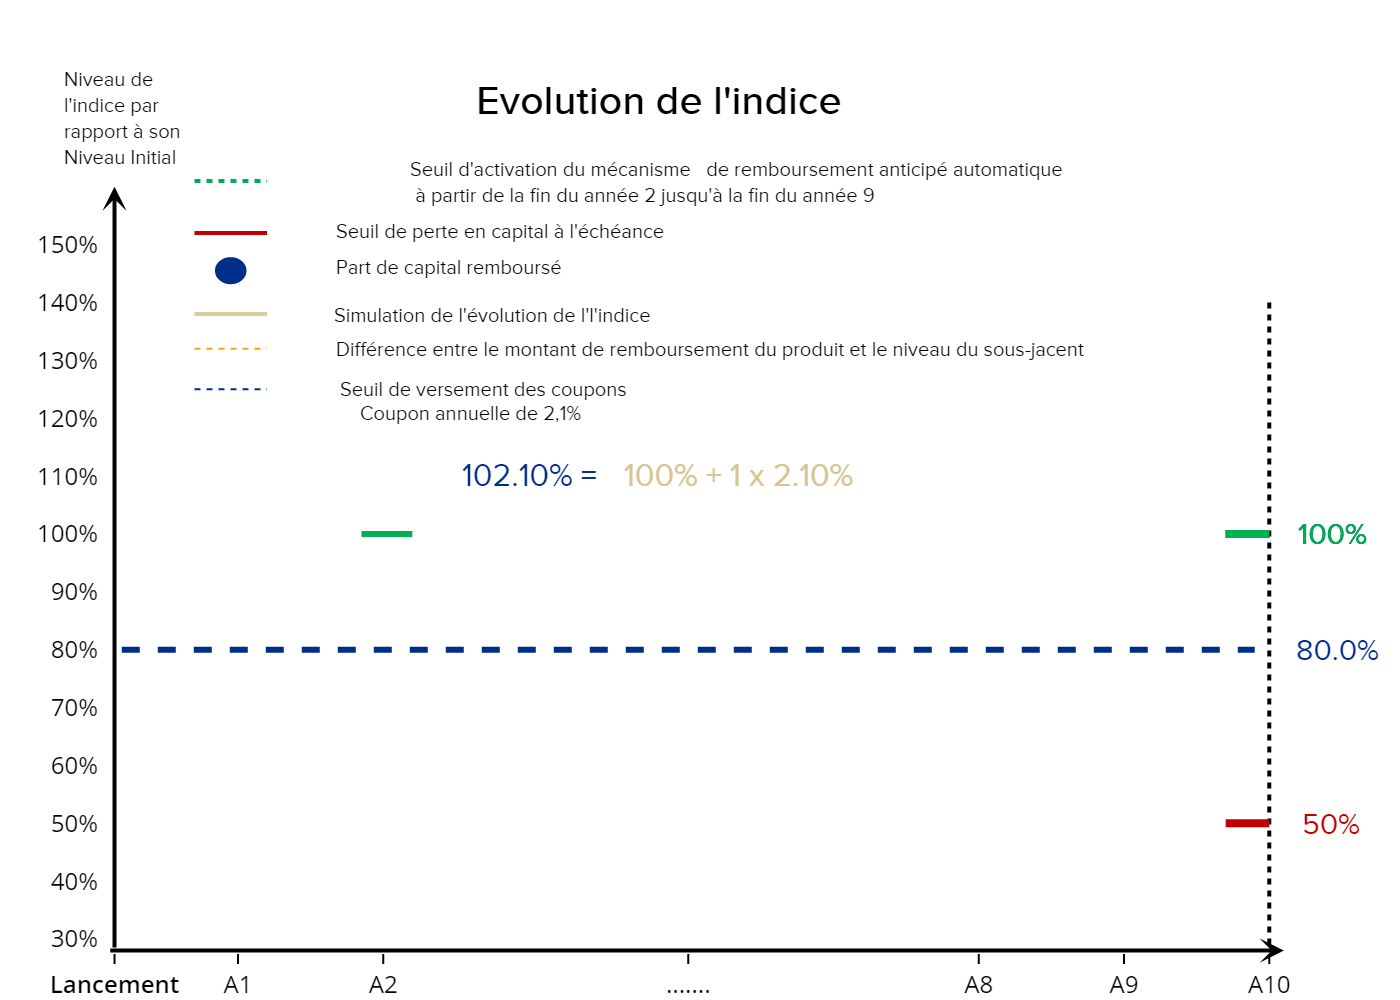 Niveau de
l'indice par
rapport à son
Niveau Initial
Evolution de l'indice
Seuil d'activation du mécanisme de remboursement anticipé automatique
à partir de la fin du année 2 jusqu'à la fin du année 9
Seuil de perte en capital à l'échéance
Part de capital remboursé
Simulation de l'évolution de l'l'indice
Différence entre le montant de remboursement du produit et le niveau du sous-jacent
Seuil de versement des coupons
Coupon annuelle de 2,1%
102.10% = 100% + 1 x 2.10%
150%
140%
130%
120%
110%
100%
90%
80%
70%
60%
50%
40%
30%
100%
80.0%
50%
Lancement A1 A2 ....... A8 A9 A10